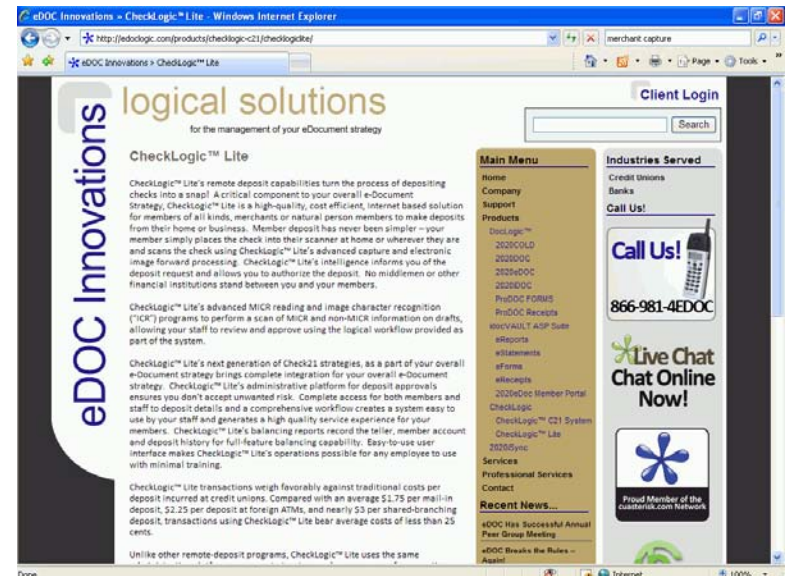 eDOC Innovations » CheckLogic™ Lite - Windows Internet Explorer
http://edoclogic.com/products/checklogic-c21/checklogiclite/
merchant capture
eDOC Innovations > CheckLogic™ Lite
Page
Tools
eDOC Innovations
logical solutions
for the management of your eDocument strategy
Client Login
Search
CheckLogic™ Lite
CheckLogic™ Lite's remote deposit capabilities turn the process of depositing
checks into a snap! A critical component to your overall e-Document
Strategy, CheckLogic™ Lite is a high-quality, cost efficient, Internet based solution
for members of all kinds, merchants or natural person members to make deposits
from their home or business. Member deposit has never been simpler – your
member simply places the check into their scanner at home or wherever they are
and scans the check using CheckLogic™ Lite's advanced capture and electronic
image forward processing. CheckLogic™ Lite's intelligence informs you of the
deposit request and allows you to authorize the deposit. No middlemen or other
financial institutions stand between you and your members.
CheckLogic™ Lite's advanced MICR reading and image character recognition
("ICR") programs to perform a scan of MICR and non-MICR information on drafts,
allowing your staff to review and approve using the logical workflow provided as
part of the system.
CheckLogic™ Lite's next generation of Check21 strategies, as a part of your overall
e-Document strategy brings complete integration for your overall e-Document
strategy. CheckLogic™ Lite's administrative platform for deposit approvals
ensures you don't accept unwanted risk. Complete access for both members and
staff to deposit details and a comprehensive workflow creates a system easy to
use by your staff and generates a high quality service experience for your
members. CheckLogic™ Lite's balancing reports record the teller, member account
and deposit history for full-feature balancing capability. Easy-to-use user
interface makes CheckLogic™ Lite's operations possible for any employee to use
with minimal training.
CheckLogic™ Lite transactions weigh favorably against traditional costs per
deposit incurred at credit unions. Compared with an average $1.75 per mail-in
deposit, $2.25 per deposit at foreign ATMs, and nearly $3 per shared-branching
deposit, transactions using CheckLogic™ Lite bear average costs of less than 25
cents.
Unlike other remote-deposit programs, CheckLogic™ Lite uses the same
Main Menu
Home
Company
Support
Products
DocLogic™
2020COLD
2020DOC
2020eDOC
2020iDOC
ProDOC FORMS
ProDOC Receipts
idocVAULT ASP Suite
eReports
eStatements
eForms
eReceipts
2020eDoc Member Portal
CheckLogic
CheckLogic™ C21 System
CheckLogic™ Lite
2020iSync
Services
Professional Services
Contact
Recent News...
eDOC Has Successful Annual
Peer Group Meeting
eDOC Breaks the Rules –
Again!
Industries Served
Credit Unions
Banks
Call Us!
Call Us!
866-981-4EDOC
Live Chat
Chat Online
Now!
Proud Member of the
cuasterisk.com Network
Done
Internet
100%